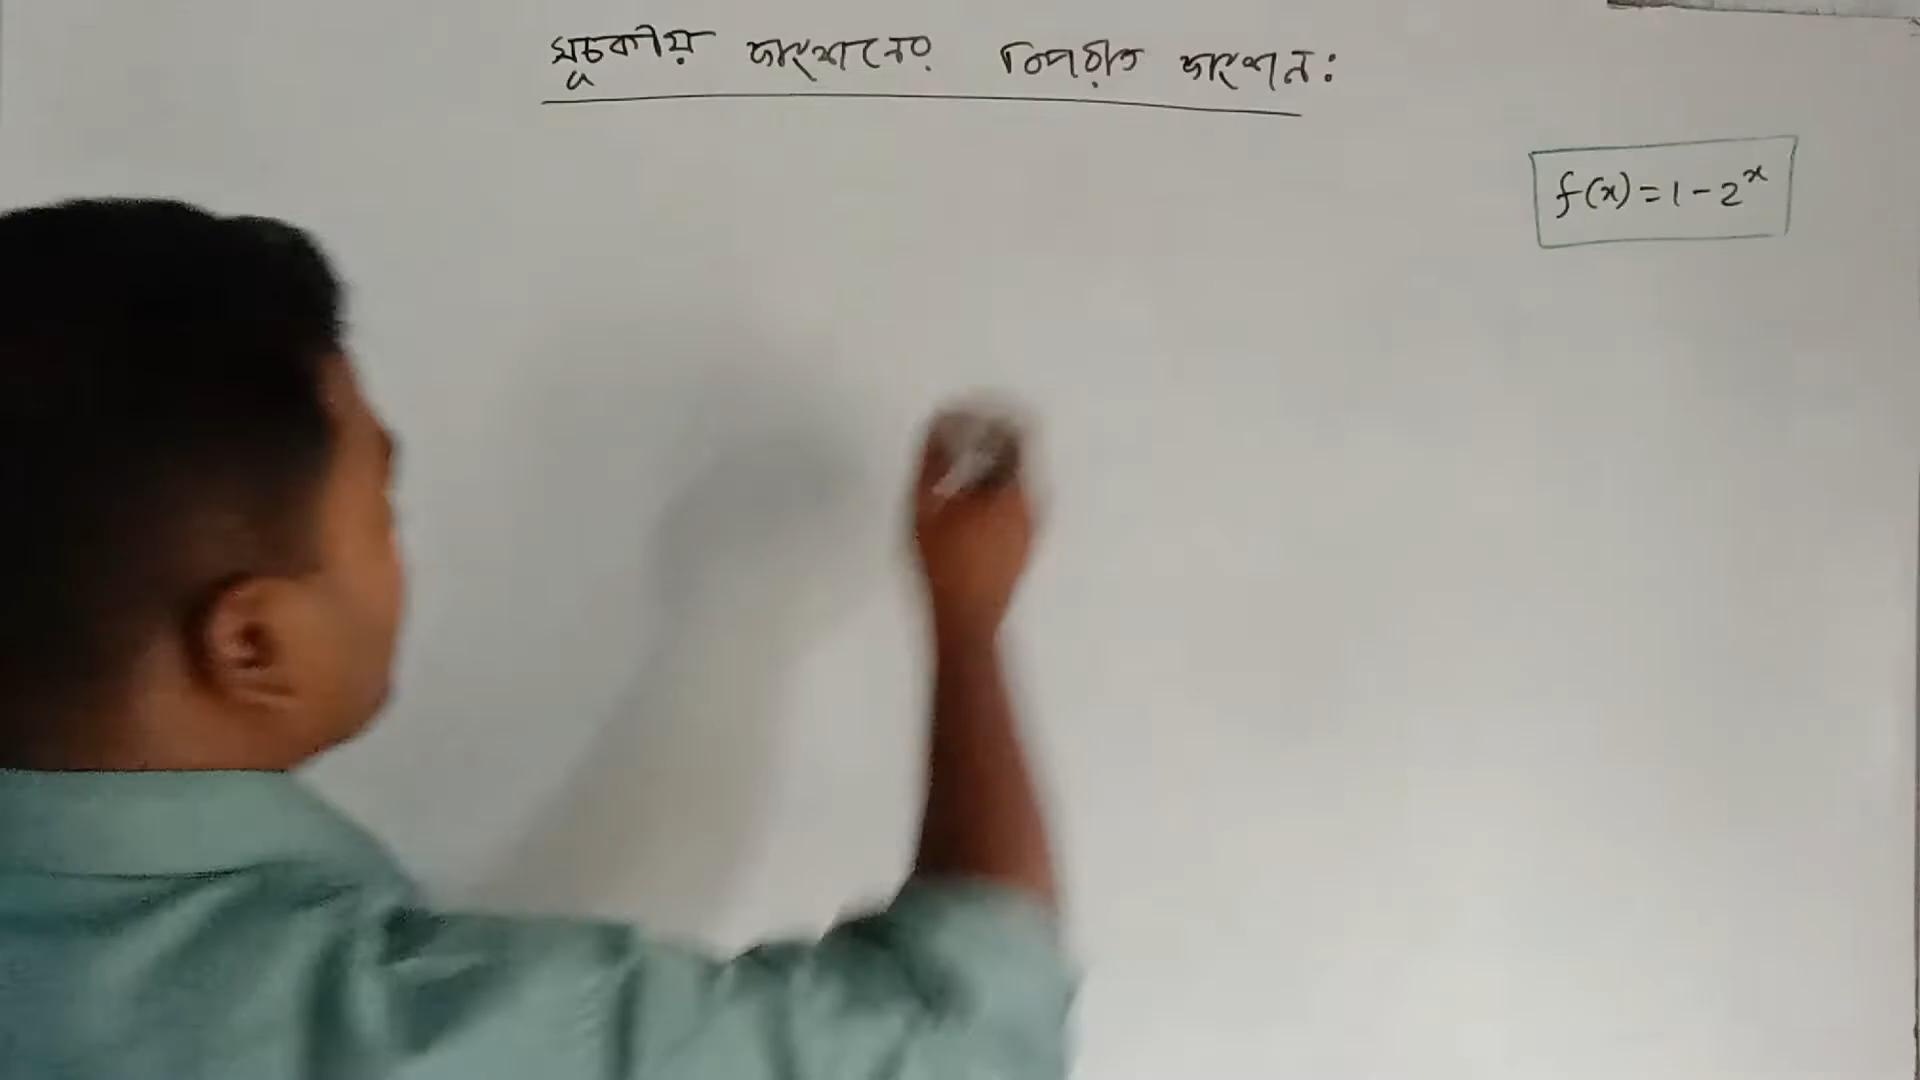 সূচকীয় ফাংশনের বিপরীত ফাংশন:
f(x) = 1 - 2^x